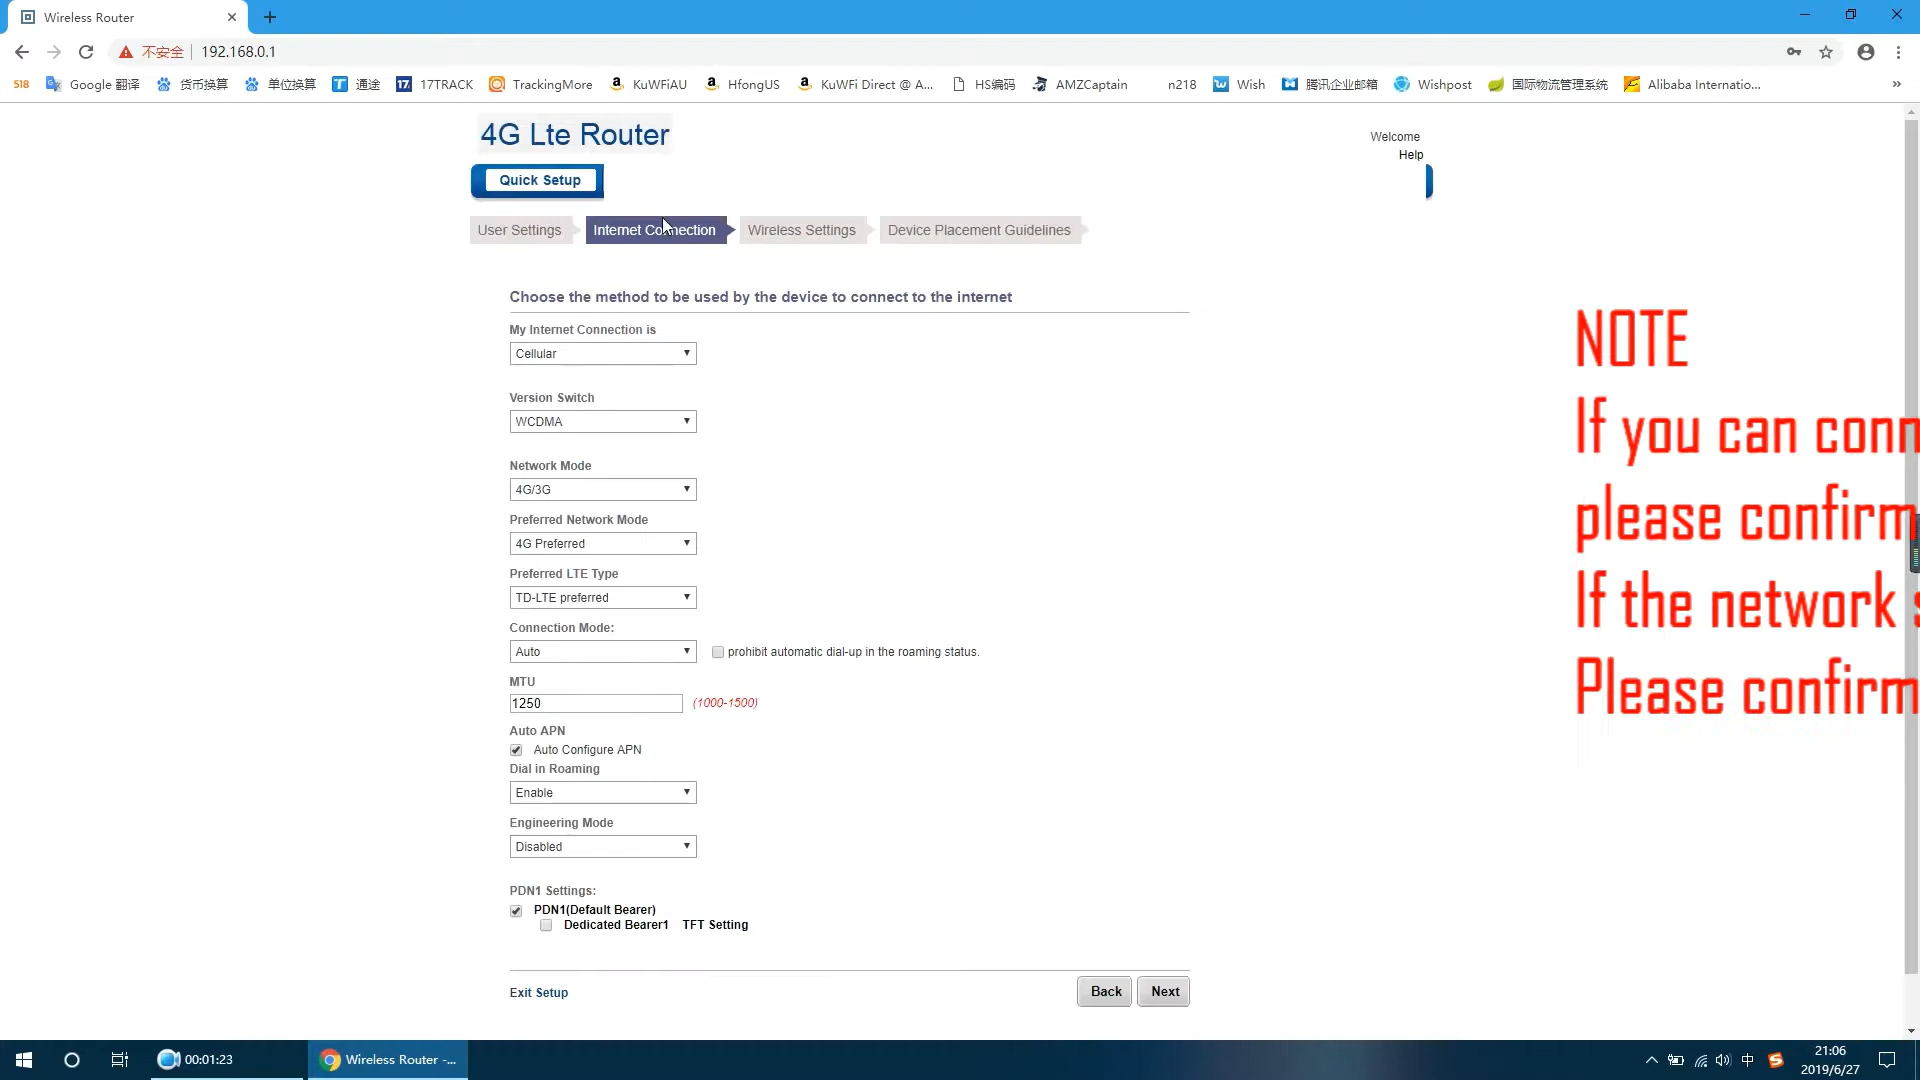 Wireless Router
不安全 192.168.0.1
518 Google 翻译 货币换算 单位换算 通途 17TRACK TrackingMore KuWFiAU HfongUS KuWFi Direct @ A... HS编码 AMZCaptain n218 Wish 腾讯企业邮箱 Wishpost 国际物流管理系统 Alibaba Internatio... »
4G Lte Router
Welcome
Help
Quick Setup
User Settings Internet Connection Wireless Settings Device Placement Guidelines
Choose the method to be used by the device to connect to the internet
My Internet Connection is
Cellular
Version Switch
WCDMA
Network Mode
4G/3G
Preferred Network Mode
4G Preferred
Preferred LTE Type
TD-LTE preferred
Connection Mode:
Auto prohibit automatic dial-up in the roaming status.
MTU
1250 (1000-1500)
Auto APN
Auto Configure APN
Dial in Roaming
Enable
Engineering Mode
Disabled
PDN1 Settings:
PDN1(Default Bearer)
Dedicated Bearer1 TFT Setting
Exit Setup Back Next
NOTE
If you can conn
please confirm
If the network s
Please confirm
00:01:23 Wireless Router -... 中 21:06
2019/6/27